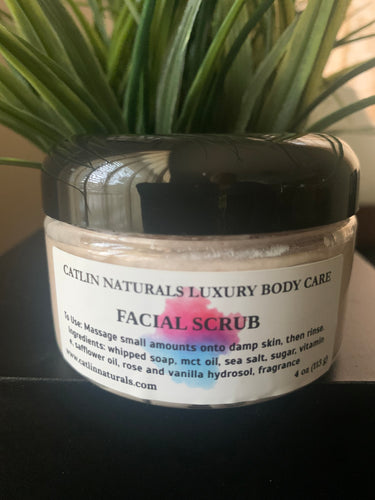 CATLIN NATURALS LUXURY BODY CARE
FACIAL SCRUB
To Use: Massage small amounts onto damp skin, then rinse.
Ingredients: whipped soap, mct oil, sea salt, sugar, vitamin
safflower oil, rose and vanilla hydrosol, fragrance
www.catlinnaturals.com
4 oz (113 g)